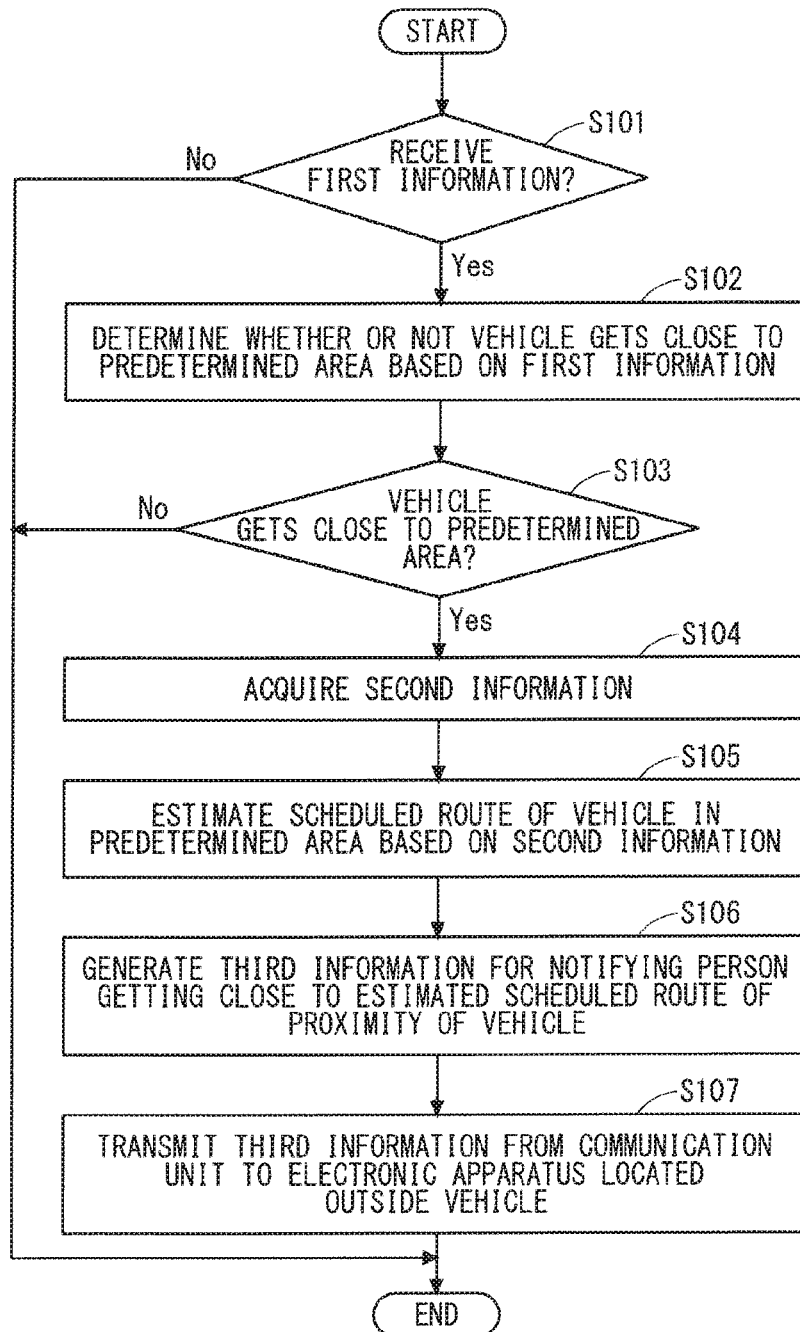 START
S101
RECEIVE
FIRST INFORMATION?
No
Yes
S102
DETERMINE WHETHER OR NOT VEHICLE GETS CLOSE TO
PREDETERMINED AREA BASED ON FIRST INFORMATION
S103
VEHICLE
GETS CLOSE TO PREDETERMINED
AREA?
No
Yes
S104
ACQUIRE SECOND INFORMATION
S105
ESTIMATE SCHEDULED ROUTE OF VEHICLE IN
PREDETERMINED AREA BASED ON SECOND INFORMATION
S106
GENERATE THIRD INFORMATION FOR NOTIFYING PERSON
GETTING CLOSE TO ESTIMATED SCHEDULED ROUTE OF
PROXIMITY OF VEHICLE
S107
TRANSMIT THIRD INFORMATION FROM COMMUNICATION
UNIT TO ELECTRONIC APPARATUS LOCATED
OUTSIDE VEHICLE
END